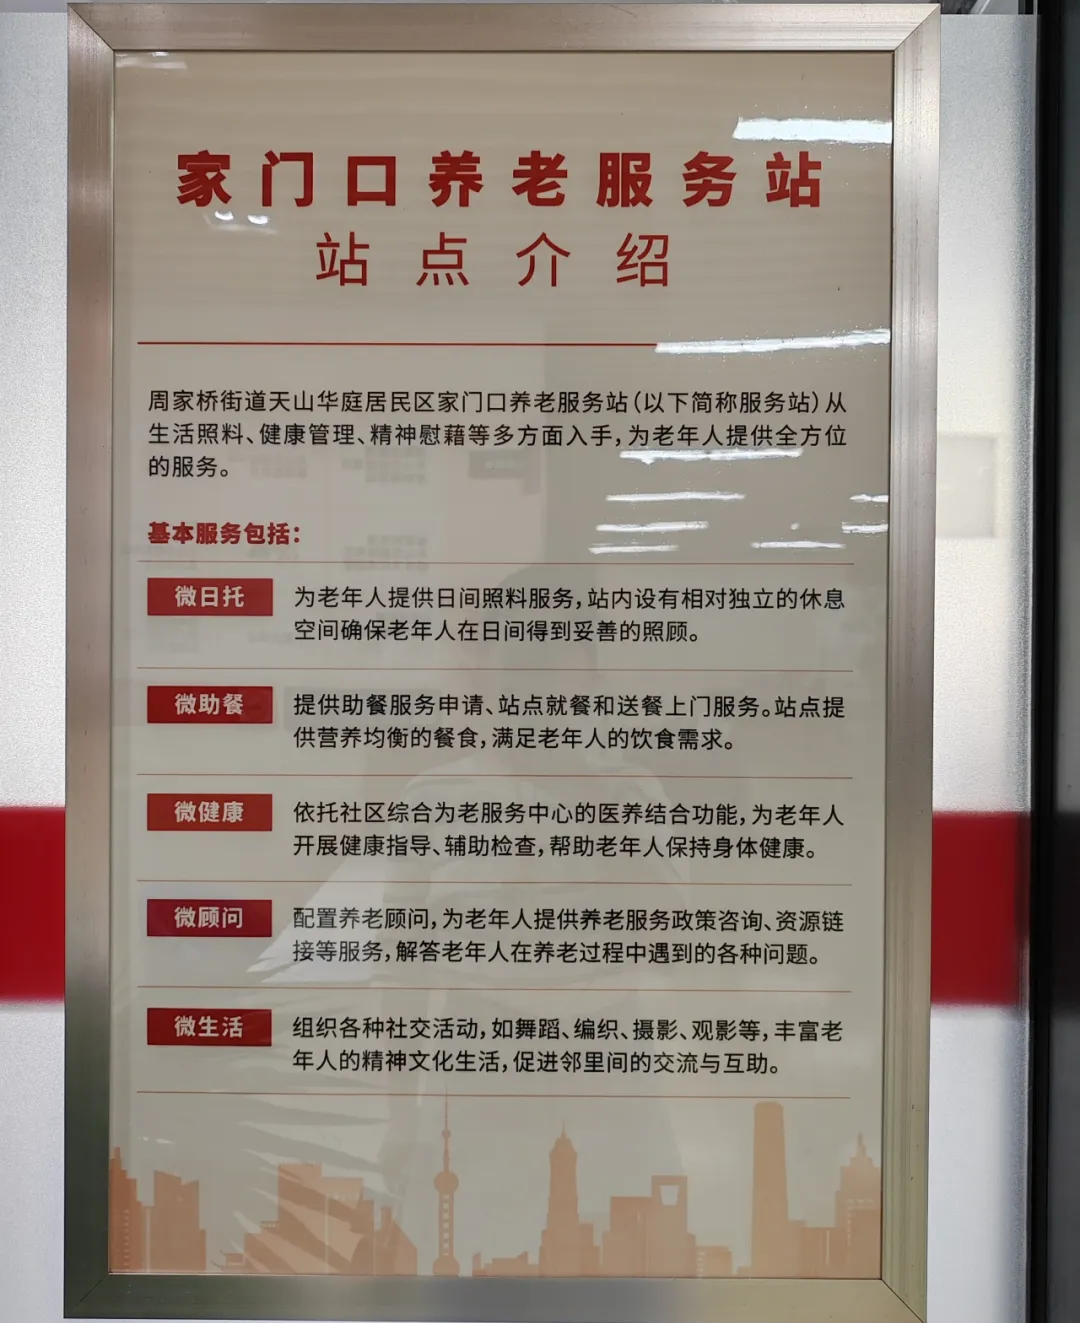 家门口养老服务站
站点介绍
周家桥街道天山华庭居民区家门口养老服务站(以下简称服务站)从
生活照料、健康管理、精神慰藉等多方面入手,为老年人提供全方位
的服务。
基本服务包括:
微日托
为老年人提供日间照料服务,站内设有相对独立的休息
空间确保老年人在日间得到妥善的照顾。
微助餐
提供助餐服务申请、站点就餐和送餐上门服务。站点提
供营养均衡的餐食,满足老年人的饮食需求。
微健康
依托社区综合为老服务中心的医养结合功能,为老年人
开展健康指导、辅助检查,帮助老年人保持身体健康。
微顾问
配置养老顾问,为老年人提供养老服务政策咨询、资源链
接等服务,解答老年人在养老过程中遇到的各种问题。
微生活
组织各种社交活动,如舞蹈、编织、摄影、观影等,丰富老
年人的精神文化生活,促进邻里间的交流与互助。